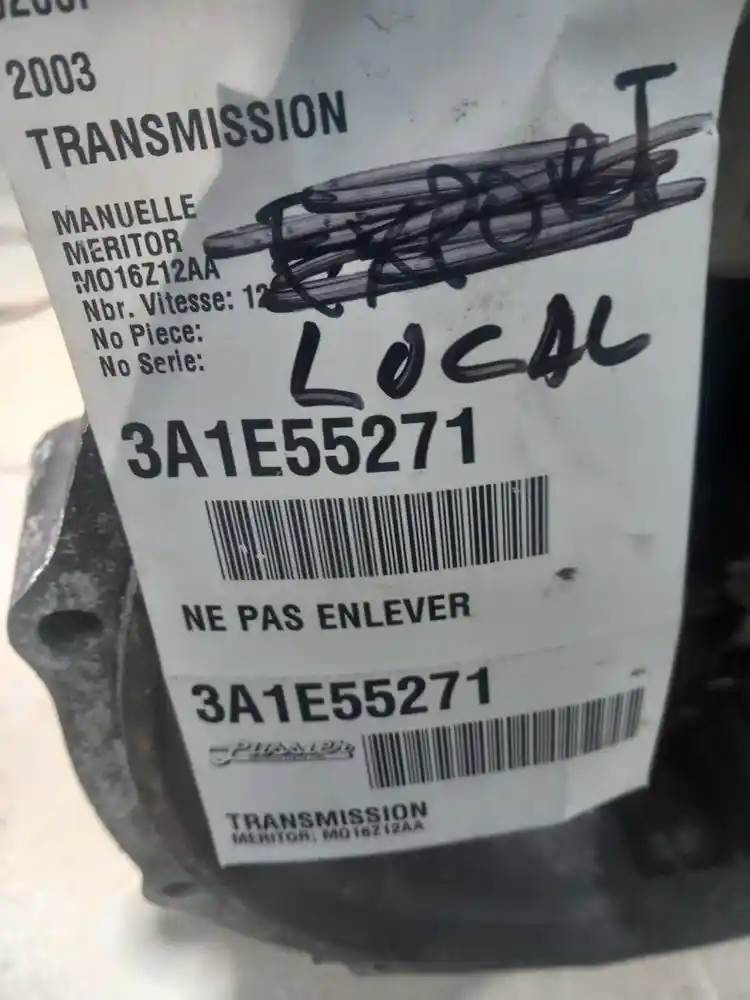 2003
TRANSMISSION
MANUELLE
MERITOR
MO16Z12AA
Nbr. Vitesse: 12
No Piece:
No Serie:
EXPORT
LOCAL
3A1E55271
NE PAS ENLEVER
3A1E55271
TRANSMISSION
MERITOR, MO16Z12AA